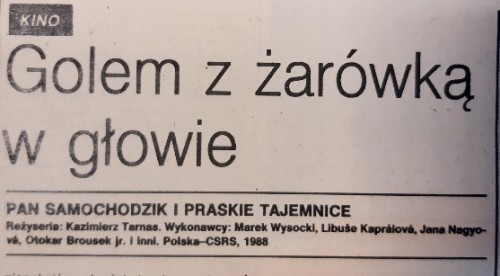 KINO
Golem z żarówką
w głowie
PAN SAMOCHODZIK I PRASKIE TAJEMNICE
Reżyseria: Kazimierz Tarnas. Wykonawcy: Marek Wysocki, Libuše Kaprálová, Jana Nagyo-
vá, Otokar Brousek jr. i inni. Polska–CSRS, 1988